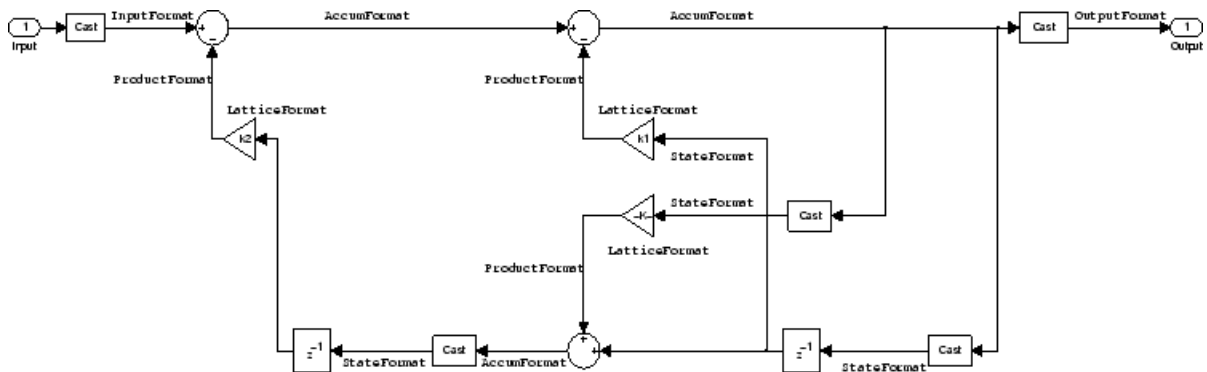 InputFormat AccumFormat AccumFormat OutputFormat
1 Cast + + Cast 1
Input − − Output
ProductFormat ProductFormat
LatticeFormat LatticeFormat
k2 k1
StateFormat
StateFormat
-K- Cast
LatticeFormat
ProductFormat
+
z-1 Cast + z-1 Cast
StateFormat AccumFormat StateFormat